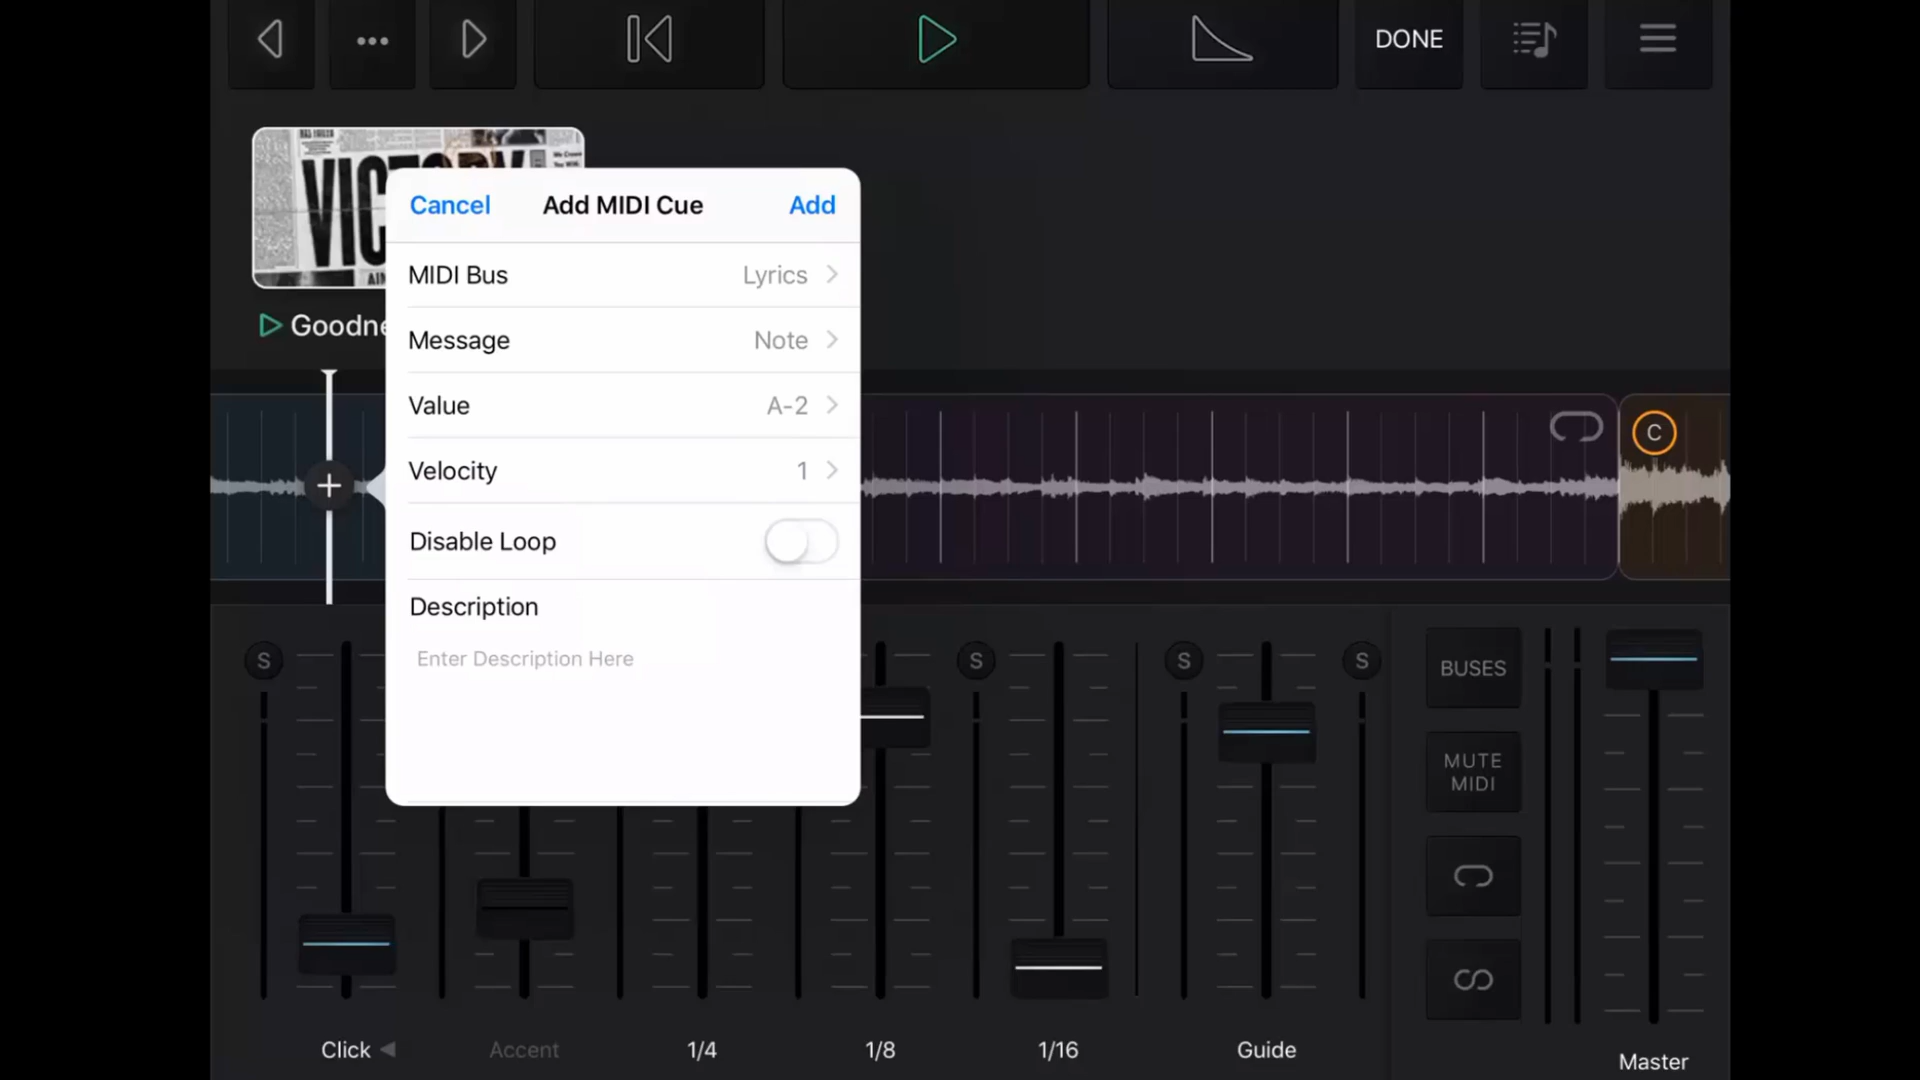 DONE
VIC
Goodne
Cancel
Add MIDI Cue
Add
MIDI Bus
Lyrics
Message
Note
Value
A-2
Velocity
1
Disable Loop
Description
Enter Description Here
C
S
S
S
S
BUSES
MUTE
MIDI
Click
Accent
1/4
1/8
1/16
Guide
Master